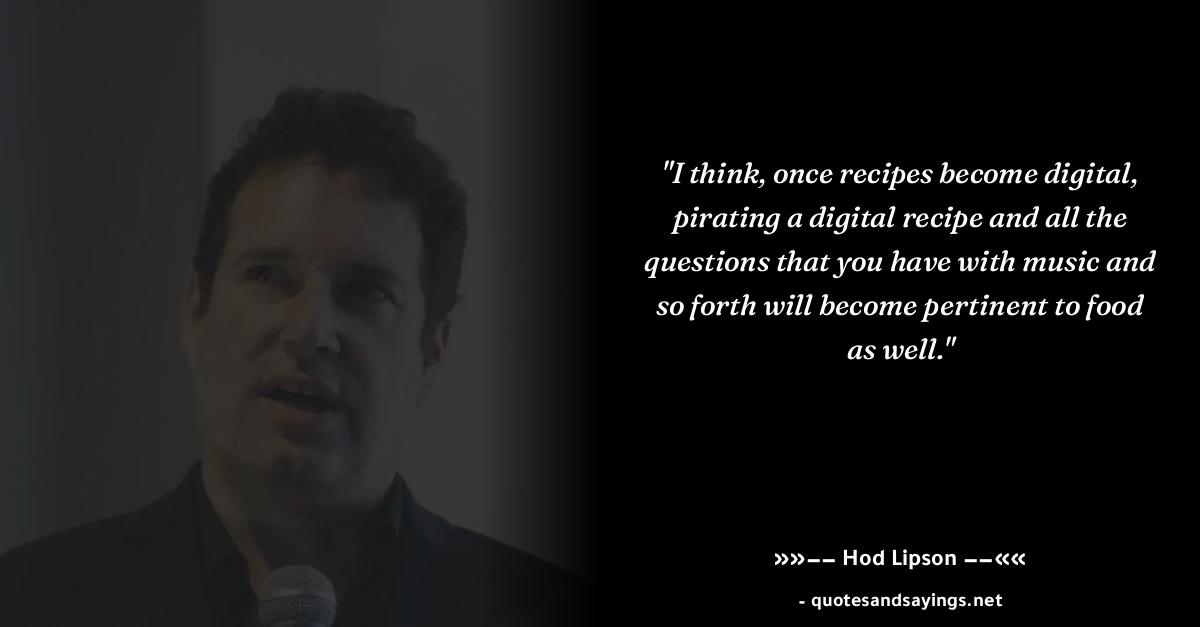 "I think, once recipes become digital,
pirating a digital recipe and all the
questions that you have with music and
so forth will become pertinent to food
as well."
»»–– Hod Lipson ––««
- quotesandsayings.net